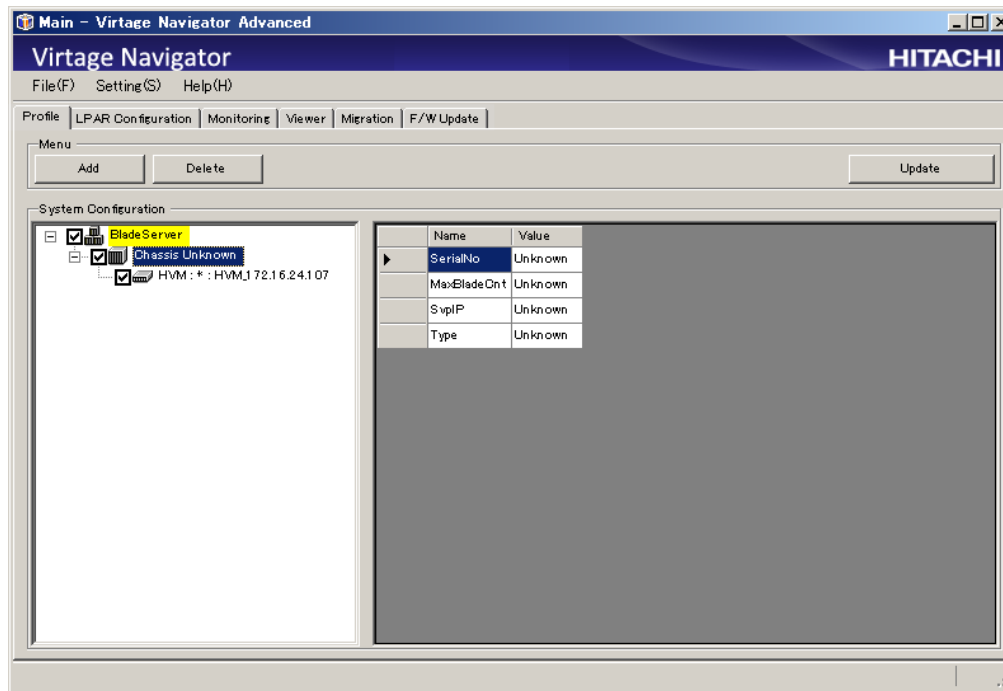 Main - Virtage Navigator Advanced
Virtage Navigator
HITACHI
File(F) Setting(S) Help(H)
Profile LPAR Configuration Monitoring Viewer Migration F/W Update
Menu
Add Delete Update
System Configuration
BladeServer
Chassis Unknown
HVM : * : HVM_172.16.24.107
Name Value
SerialNo Unknown
MaxBladeCnt Unknown
SvpIP Unknown
Type Unknown